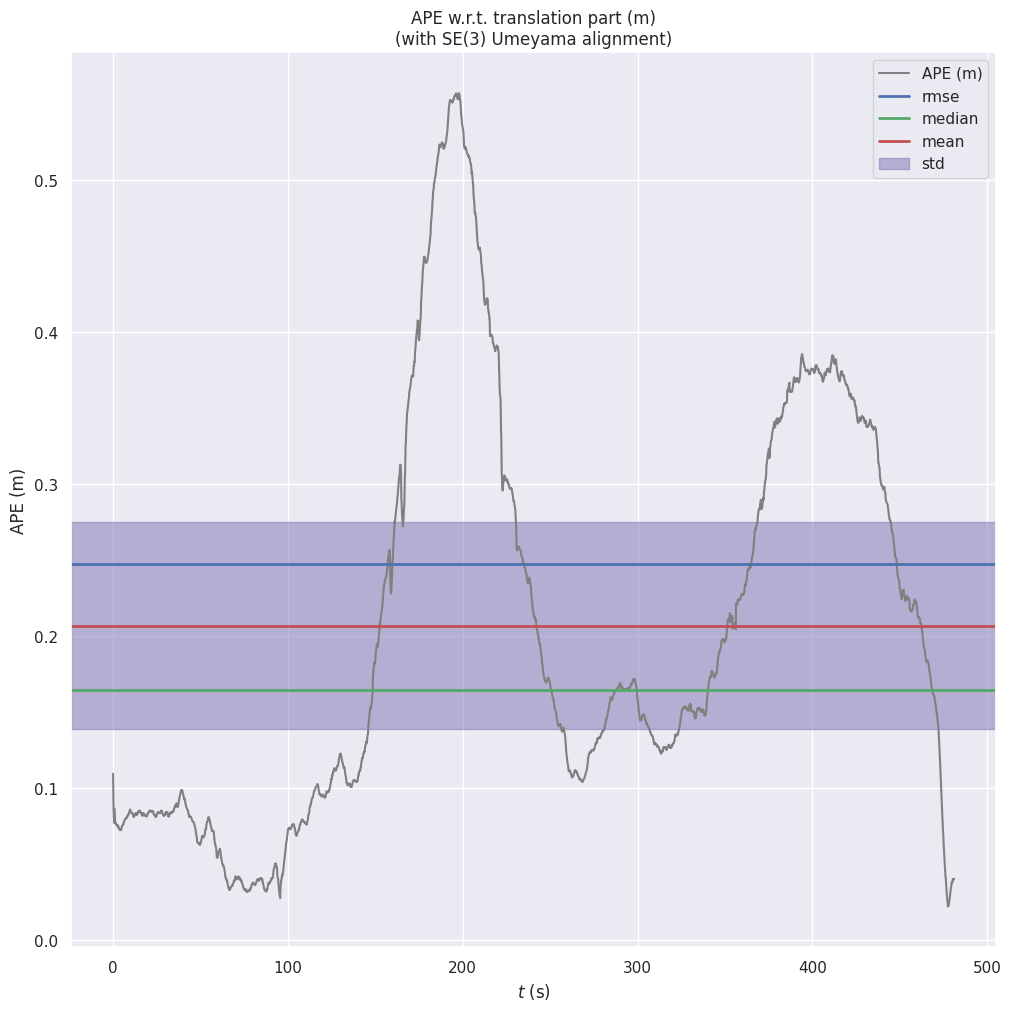 APE w.r.t. translation part (m)
(with SE(3) Umeyama alignment)
APE (m)
rmse
median
mean
std
APE (m)
0.5
0.4
0.3
0.2
0.1
0.0
0
100
200
300
400
500
t (s)